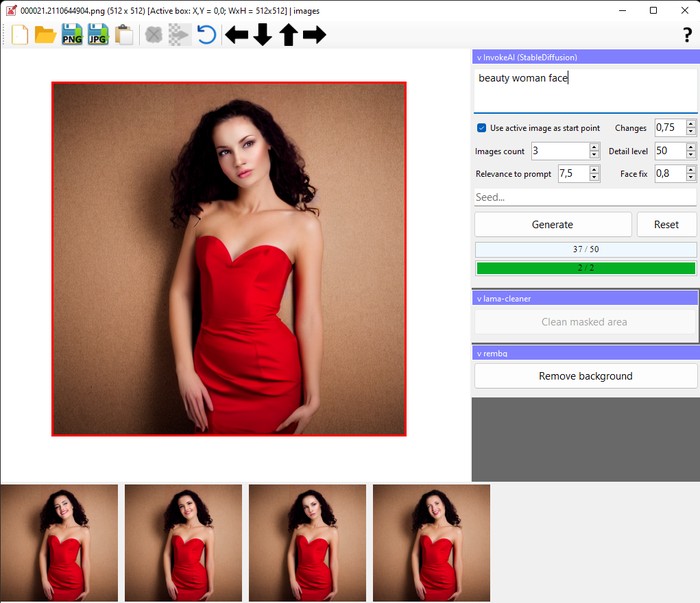 000021.2110644904.png (512 x 512) [Active box: X,Y = 0,0; WxH = 512x512] | images
PNG JPG ?
v InvokeAI (StableDiffusion)
beauty woman face
Use active image as start point Changes 0,75
Images count 3 Detail level 50
Relevance to prompt 7,5 Face fix 0,8
Seed...
Generate Reset
37 / 50
2 / 2
v lama-cleaner
Clean masked area
v rembg
Remove background